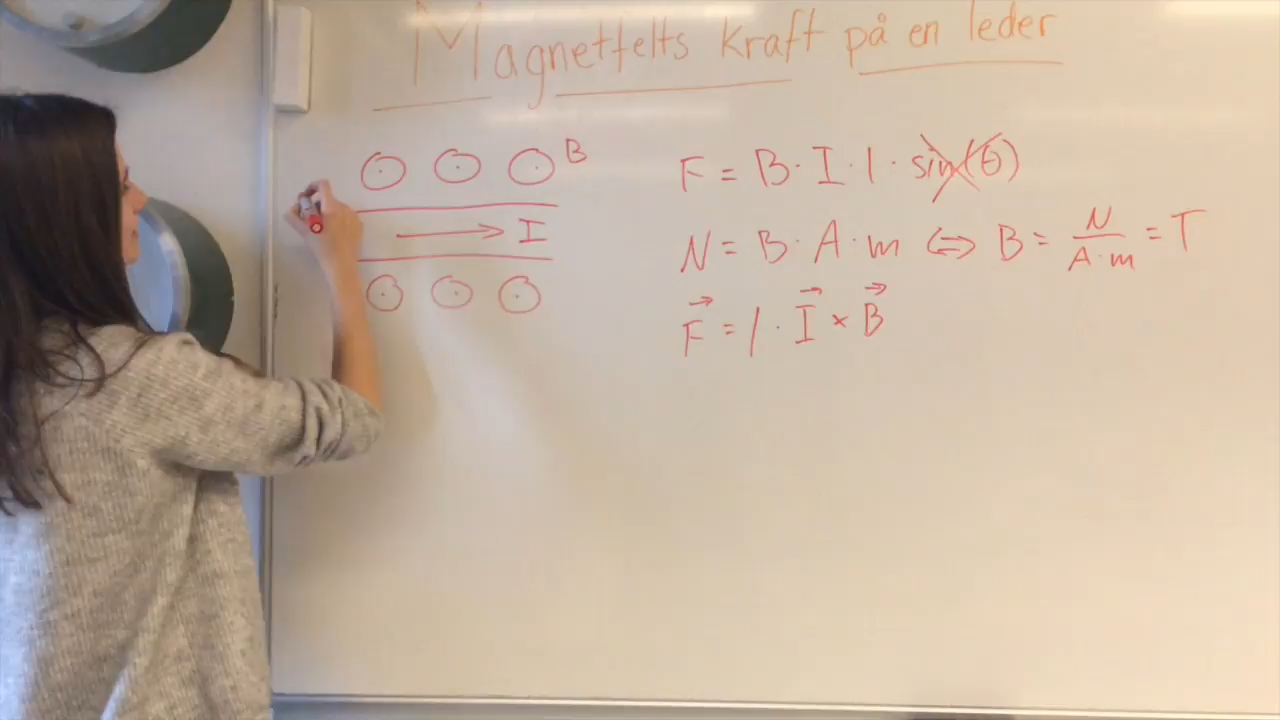 Magnetfelts kraft på en leder
B
I
F = B · I · l · sin(θ)
N = B · A · m ⇔ B = N/(A·m) = T
F⃗ = l · I⃗ × B⃗